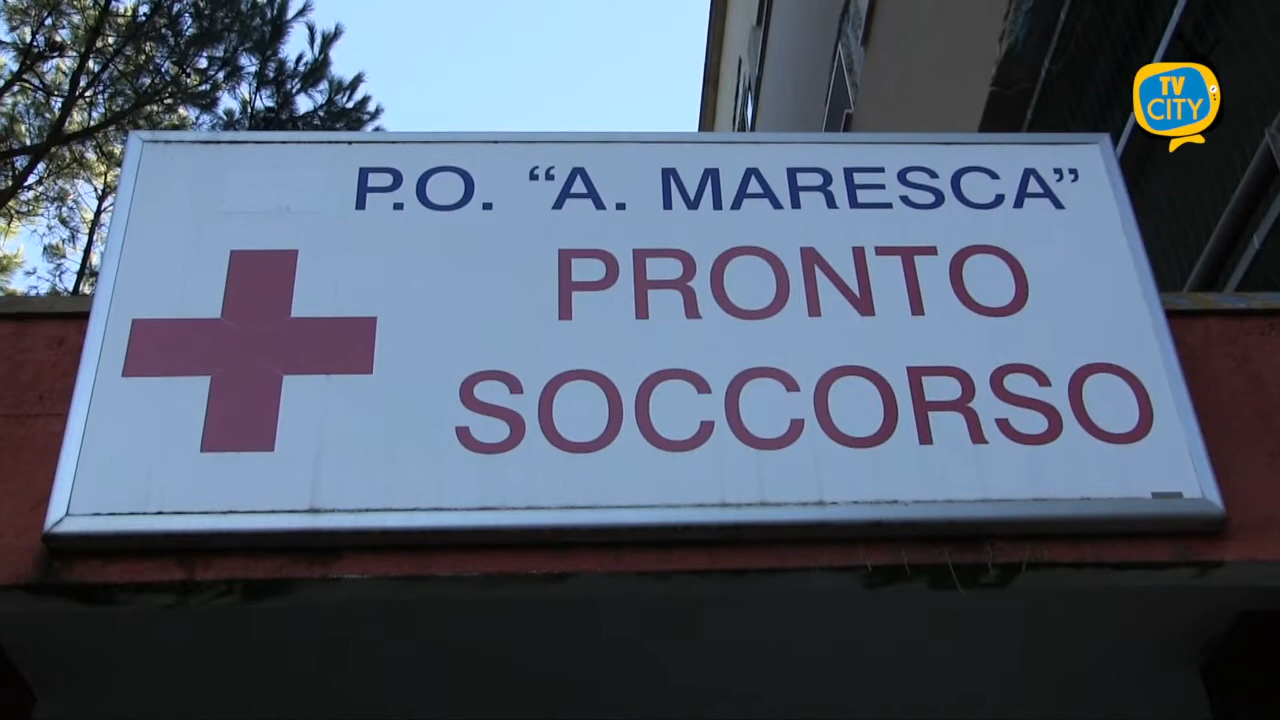 TV
CITY
P.O. “A. MARESCA”
PRONTO
SOCCORSO